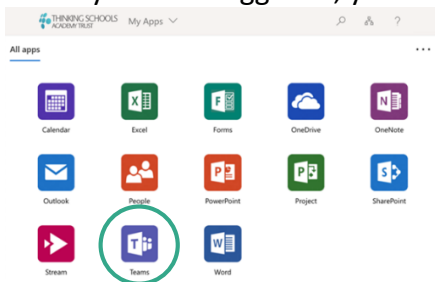 THINKING SCHOOLS My Apps
ACADEMY TRUST
?
All apps
...
X F N
Calendar Excel Forms OneDrive OneNote
P P S
Outlook People PowerPoint Project SharePoint
T W
Stream Teams Word